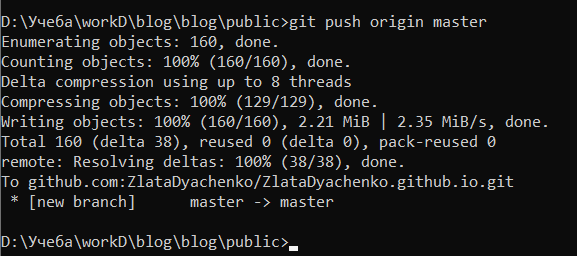 D:\Учеба\workD\blog\blog\public>git push origin master
Enumerating objects: 160, done.
Counting objects: 100% (160/160), done.
Delta compression using up to 8 threads
Compressing objects: 100% (129/129), done.
Writing objects: 100% (160/160), 2.21 MiB | 2.35 MiB/s, done.
Total 160 (delta 38), reused 0 (delta 0), pack-reused 0
remote: Resolving deltas: 100% (38/38), done.
To github.com:ZlataDyachenko/ZlataDyachenko.github.io.git
 * [new branch]      master -> master
D:\Учеба\workD\blog\blog\public>